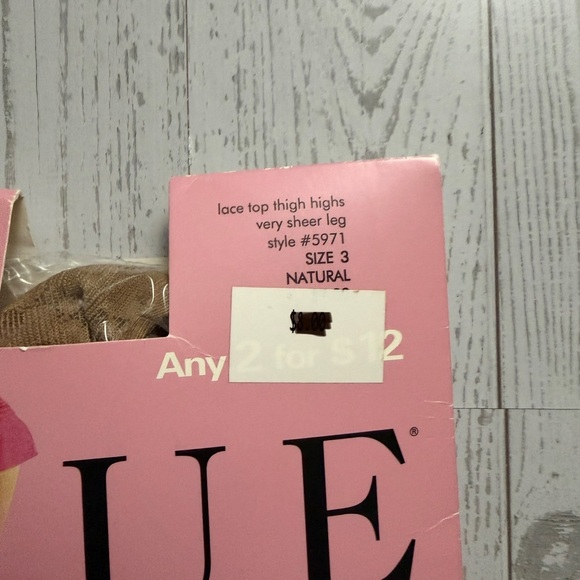 lace top thigh highs
very sheer leg
style #5971
SIZE 3
NATURAL
Any 2 for $12
UE®